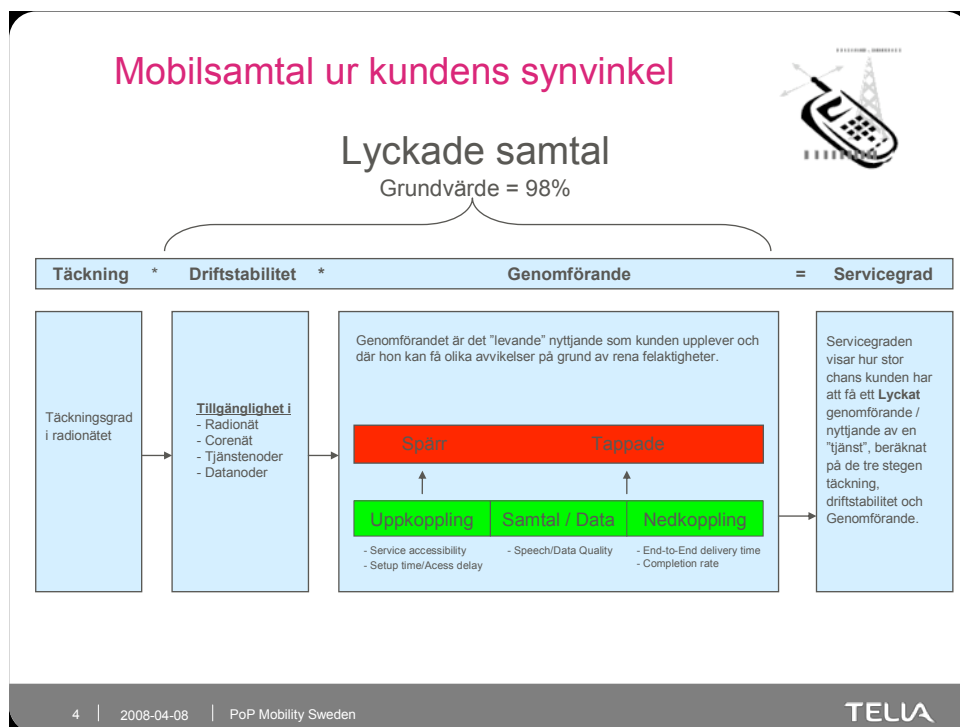 Mobilsamtal ur kundens synvinkel
Lyckade samtal
Grundvärde = 98%
Täckning * Driftstabilitet * Genomförande = Servicegrad
Täckningsgrad
i radionätet
Tillgänglighet i
- Radionät
- Corenät
- Tjänstenoder
- Datanoder
Genomförandet är det ”levande” nyttjande som kunden upplever och
där hon kan få olika avvikelser på grund av rena felaktigheter.
Spärr Tappade
Uppkoppling Samtal / Data Nedkoppling
- Service accessibility
- Setup time/Acess delay
- Speech/Data Quality
- End-to-End delivery time
- Completion rate
Servicegraden
visar hur stor
chans kunden har
att få ett Lyckat
genomförande /
nyttjande av en
”tjänst”, beräknat
på de tre stegen
täckning,
driftstabilitet och
Genomförande.
4 2008-04-08 PoP Mobility Sweden
TELIA